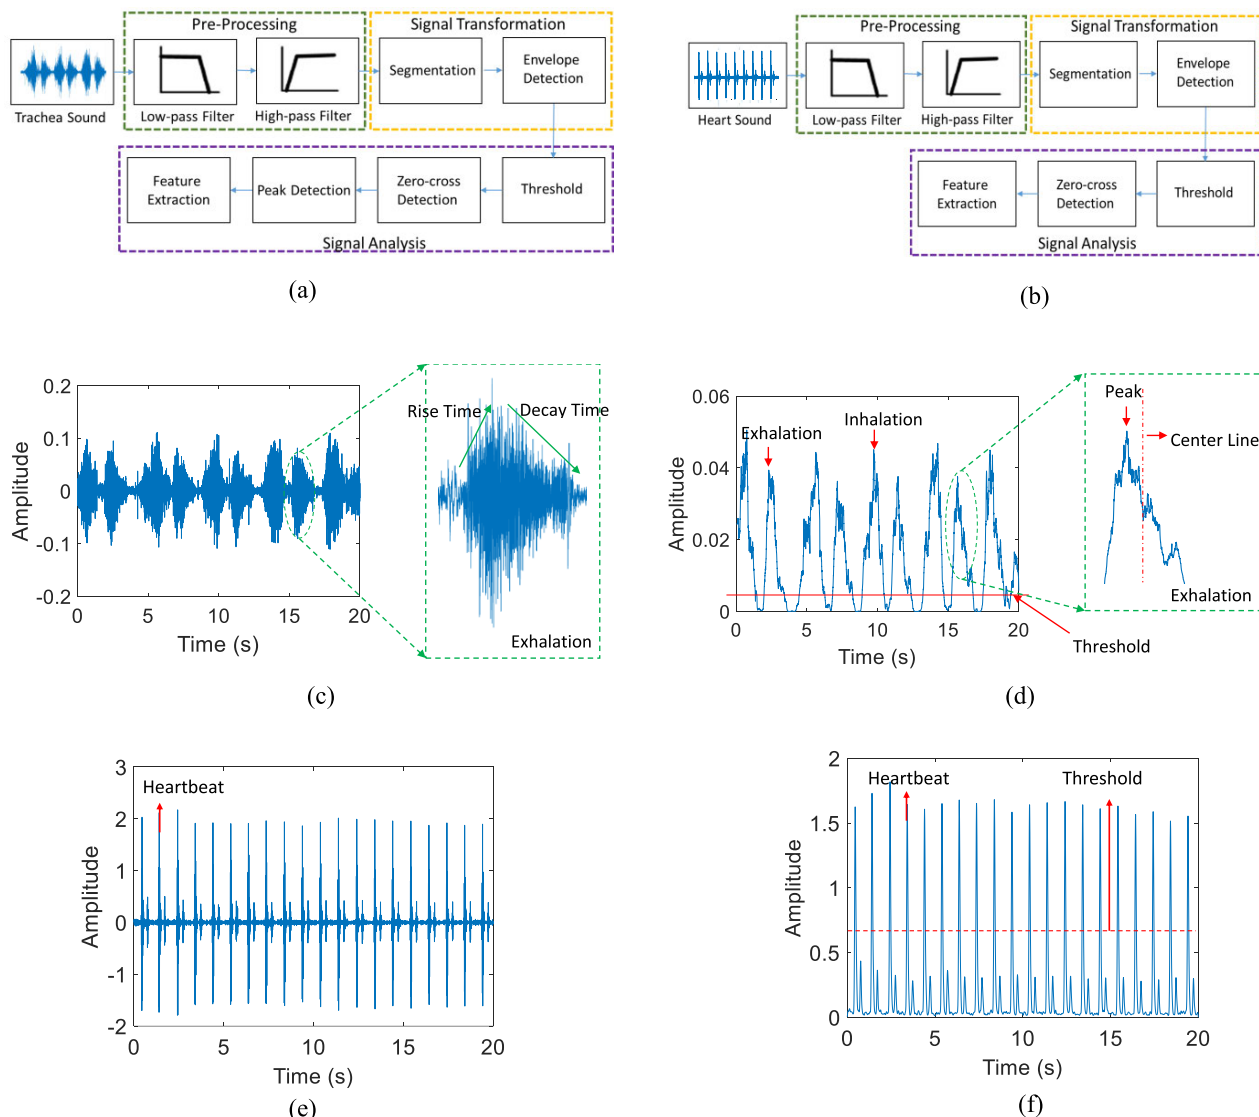 Pre-Processing
Signal Transformation
Trachea Sound
Low-pass Filter
High-pass Filter
Segmentation
Envelope
Detection
Feature
Extraction
Peak Detection
Zero-cross
Detection
Threshold
Signal Analysis
(a)
Pre-Processing
Signal Transformation
Heart Sound
Low-pass Filter
High-pass Filter
Segmentation
Envelope
Detection
Feature
Extraction
Zero-cross
Detection
Threshold
Signal Analysis
(b)
0.2
0.1
0
-0.1
-0.2
Amplitude
0 5 10 15 20
Time (s)
Rise Time
Decay Time
Exhalation
(c)
0.06
0.04
0.02
0
Amplitude
Exhalation
Inhalation
0 5 10 15 20
Time (s)
Threshold
Peak
Center Line
Exhalation
(d)
3
2
1
0
-1
-2
Amplitude
Heartbeat
0 5 10 15 20
Time (s)
(e)
2
1.5
1
0.5
0
Amplitude
Heartbeat
Threshold
0 5 10 15 20
Time (s)
(f)